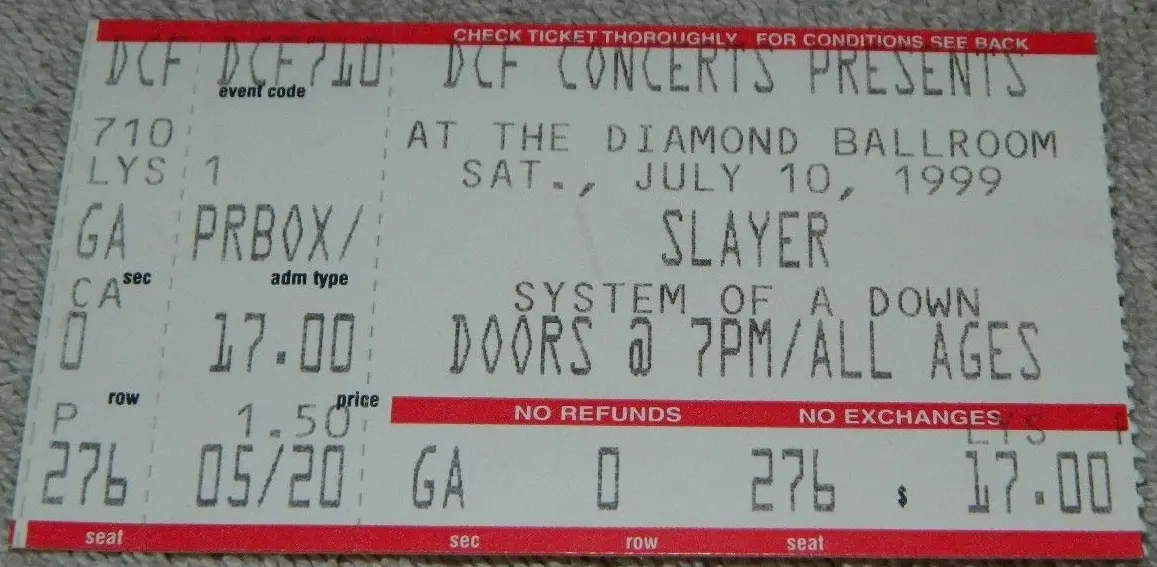 CHECK TICKET THOROUGHLY FOR CONDITIONS SEE BACK
DCF DCF710 DCF CONCERTS PRESENTS
event code
710 AT THE DIAMOND BALLROOM
LYS 1 SAT., JULY 10, 1999
GA PRBOX/ SLAYER
sec adm type
CA SYSTEM OF A DOWN
0 17.00 DOORS @ 7PM/ALL AGES
row price
NO REFUNDS NO EXCHANGES
P 1.50 LYS 1
276 05/20 GA 0 276 $ 17.00
seat sec row seat